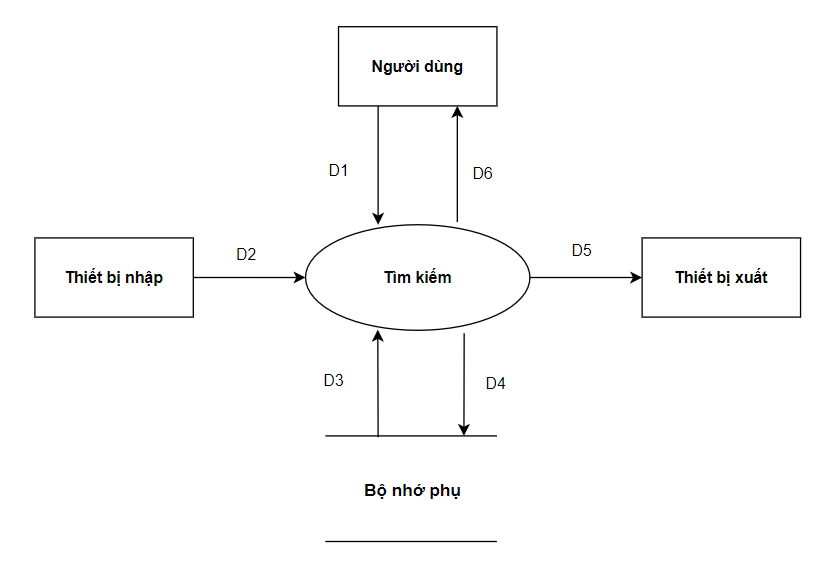 Người dùng
D1
D6
D2
D5
Thiết bị nhập
Tìm kiếm
Thiết bị xuất
D3
D4
Bộ nhớ phụ